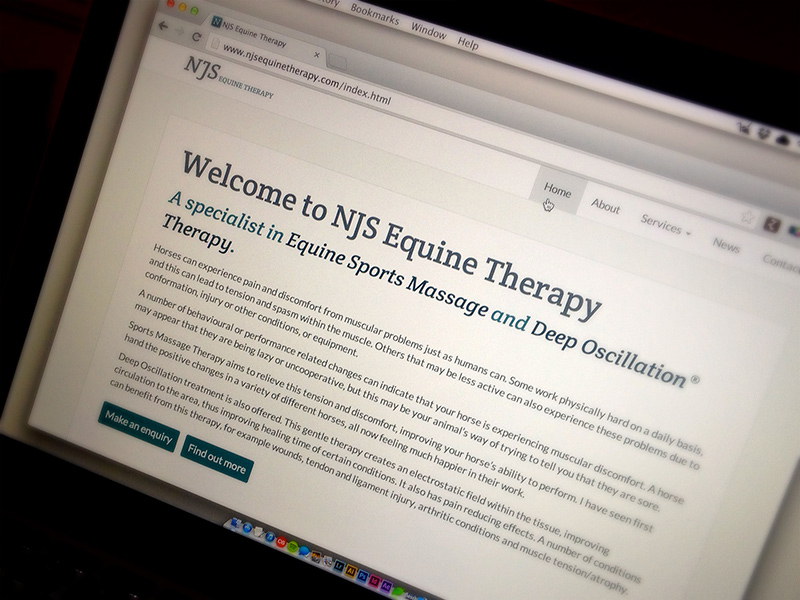 Bookmarks Window Help
NJS Equine Therapy
www.njsequinetherapy.com/index.html
NJS EQUINE THERAPY
Home About Services News Contact
Welcome to NJS Equine Therapy
A specialist in Equine Sports Massage and Deep Oscillation ®
Therapy.
Horses can experience pain and discomfort from muscular problems just as humans can. Some work physically hard on a daily basis,
and this can lead to tension and spasm within the muscle. Others that may be less active can also experience these problems due to
conformation, injury or other conditions, or equipment.
A number of behavioural or performance related changes can indicate that your horse is experiencing muscular discomfort. A horse
may appear that they are being lazy or uncooperative, but this may be your animal's way of trying to tell you that they are sore.
Sports Massage Therapy aims to relieve this tension and discomfort, improving your horse's ability to perform. I have seen first
hand the positive changes in a variety of different horses, all now feeling much happier in their work.
Deep Oscillation treatment is also offered. This gentle therapy creates an electrostatic field within the tissue, improving
circulation to the area, thus improving healing time of certain conditions. It also has pain reducing effects. A number of conditions
can benefit from this therapy, for example wounds, tendon and ligament injury, arthritic conditions and muscle tension/atrophy.
Make an enquiry Find out more